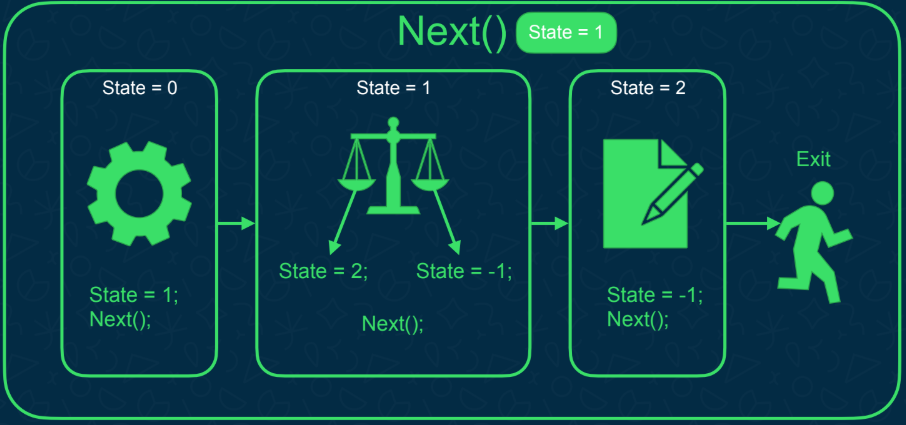 Next() State = 1
State = 0
State = 1;
Next();
State = 1
State = 2; State = -1;
Next();
State = 2
State = -1;
Next();
Exit